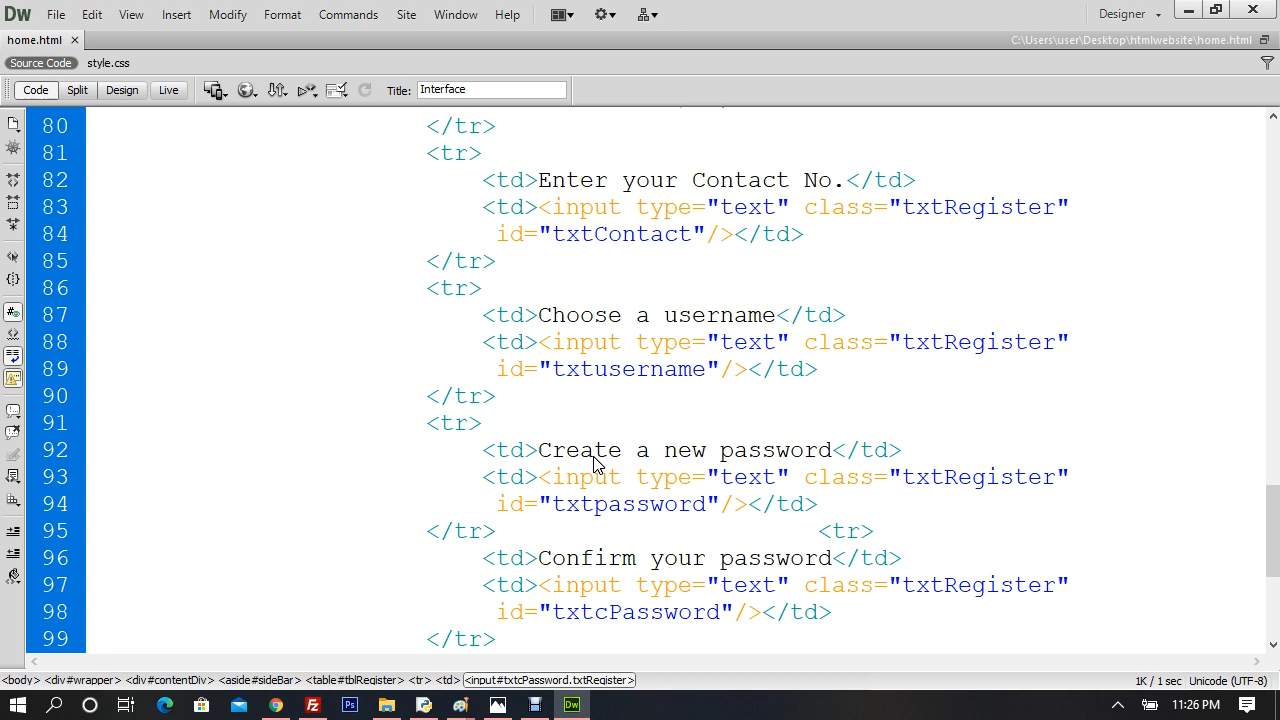 Dw File Edit View Insert Modify Format Commands Site Window Help Designer
home.html C:\Users\user\Desktop\htmlwebsite\home.html
Source Code style.css
Code Split Design Live Title: Interface
80 </tr>
81 <tr>
82 <td>Enter your Contact No.</td>
83 <td><input type="text" class="txtRegister"
84 id="txtContact"/></td>
85 </tr>
86 <tr>
87 <td>Choose a username</td>
88 <td><input type="text" class="txtRegister"
89 id="txtusername"/></td>
90 </tr>
91 <tr>
92 <td>Create a new password</td>
93 <td><input type="text" class="txtRegister"
94 id="txtpassword"/></td>
95 </tr> <tr>
96 <td>Confirm your password</td>
97 <td><input type="text" class="txtRegister"
98 id="txtcPassword"/></td>
99 </tr>
<body> <div#wrapper> <div#contentDiv> <aside#sideBar> <table#tblRegister> <tr> <td> <input#txtcPassword.txtRegister> 1K / 1 sec Unicode (UTF-8)
Fz Ps Dw 11:26 PM